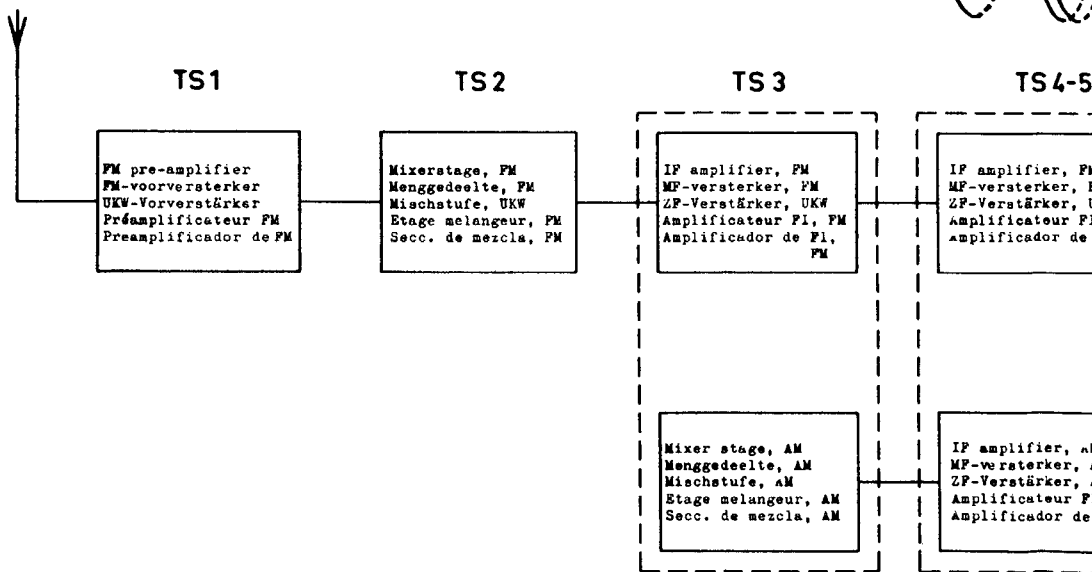 TS1
TS2
TS3
TS4-5
FM pre-amplifier
FM-voorversterker
UKW-Vorverstärker
Préamplificateur FM
Preamplificador de FM
Mixerstage, FM
Menggedeelte, FM
Mischstufe, UKW
Etage melangeur, FM
Secc. de mezcla, FM
IF amplifier, FM
MF-versterker, FM
ZF-Verstärker, UKW
Amplificateur FI, FM
Amplificador de FI,
FM
IF amplifier,
MF-versterker,
ZF-Verstärker,
Amplificateur
Amplificador de
Mixer stage, AM
Menggedeelte, AM
Mischstufe, AM
Etage melangeur, AM
Secc. de mezcla, AM
IF amplifier,
MF-versterker,
ZF-Verstärker,
Amplificateur
Amplificador de